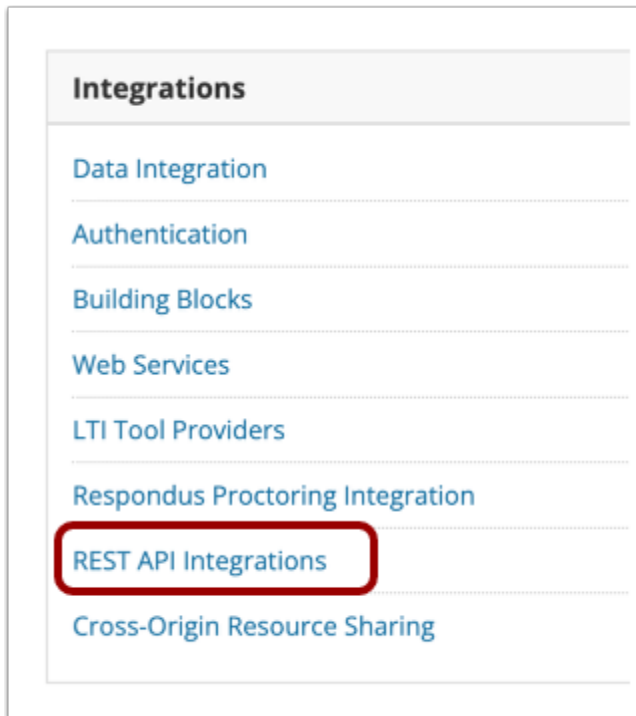 Integrations
Data Integration
Authentication
Building Blocks
Web Services
LTI Tool Providers
Respondus Proctoring Integration
REST API Integrations
Cross-Origin Resource Sharing